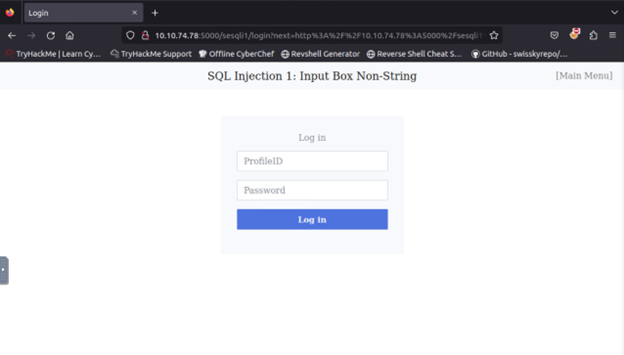 Login
10.10.74.78:5000/sesqli1/login?next=http%3A%2F%2F10.10.74.78%3A5000%2Fsesqli1
TryHackMe | Learn Cy… TryHackMe Support Offline CyberChef Revshell Generator Reverse Shell Cheat S… GitHub - swisskyrepo/…
SQL Injection 1: Input Box Non-String [Main Menu]
Log in
ProfileID
Password
Log in